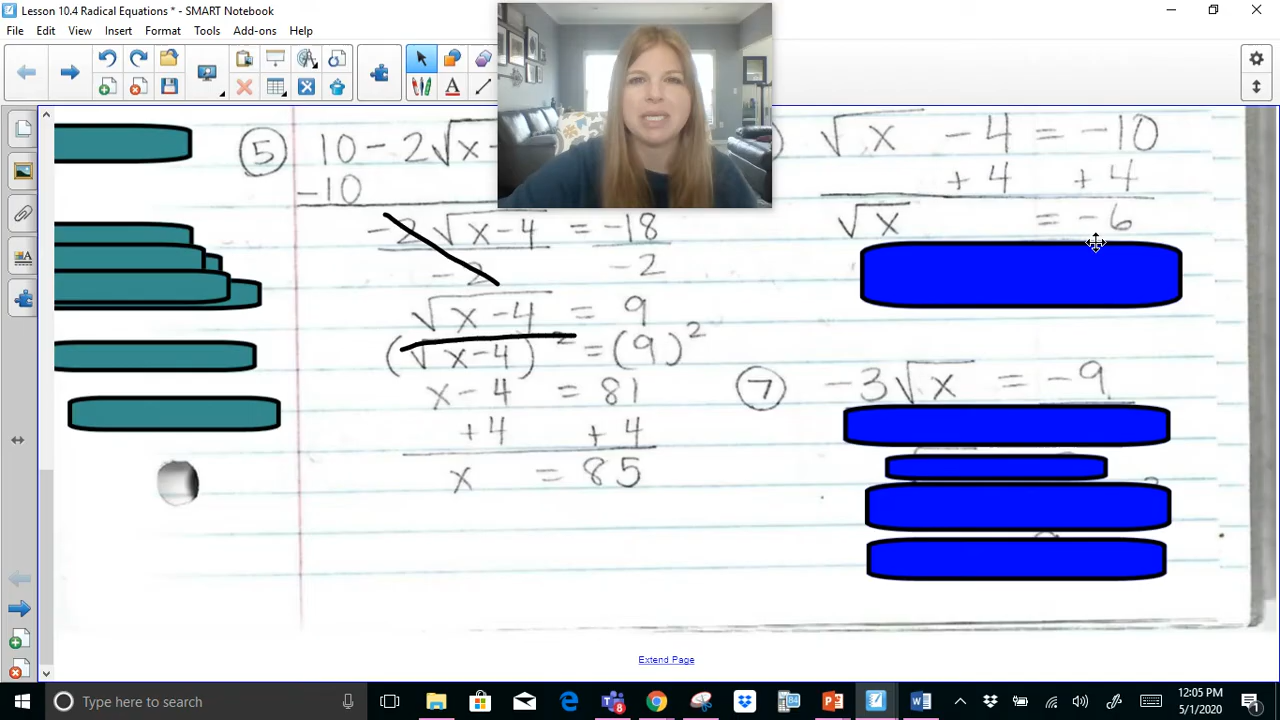 Lesson 10.4 Radical Equations * - SMART Notebook
File Edit View Insert Format Tools Add-ons Help
5 10-2√x-
-10
-2√x-4 = -18
-2 -2
√x-4 = 9
(√x-4)² = (9)²
x-4 = 81
+4 +4
x = 85
√x -4 = -10
+4 +4
√x = -6
7 -3√x = -9
Extend Page
Type here to search
12:05 PM
5/1/2020